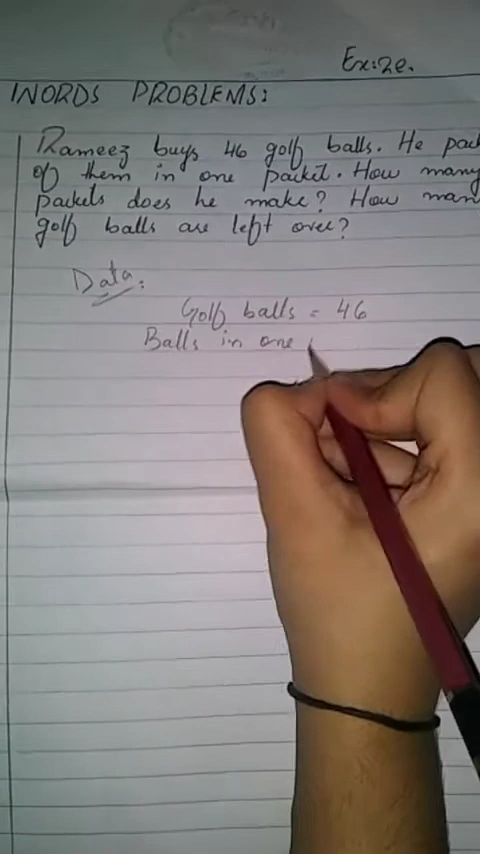 Ex:2e.
WORDS PROBLEMS:
Rameez buys 46 golf balls. He pac
of them in one packet. How many
packets does he make? How man
golf balls are left over?
Data:
Golf balls = 46
Balls in one